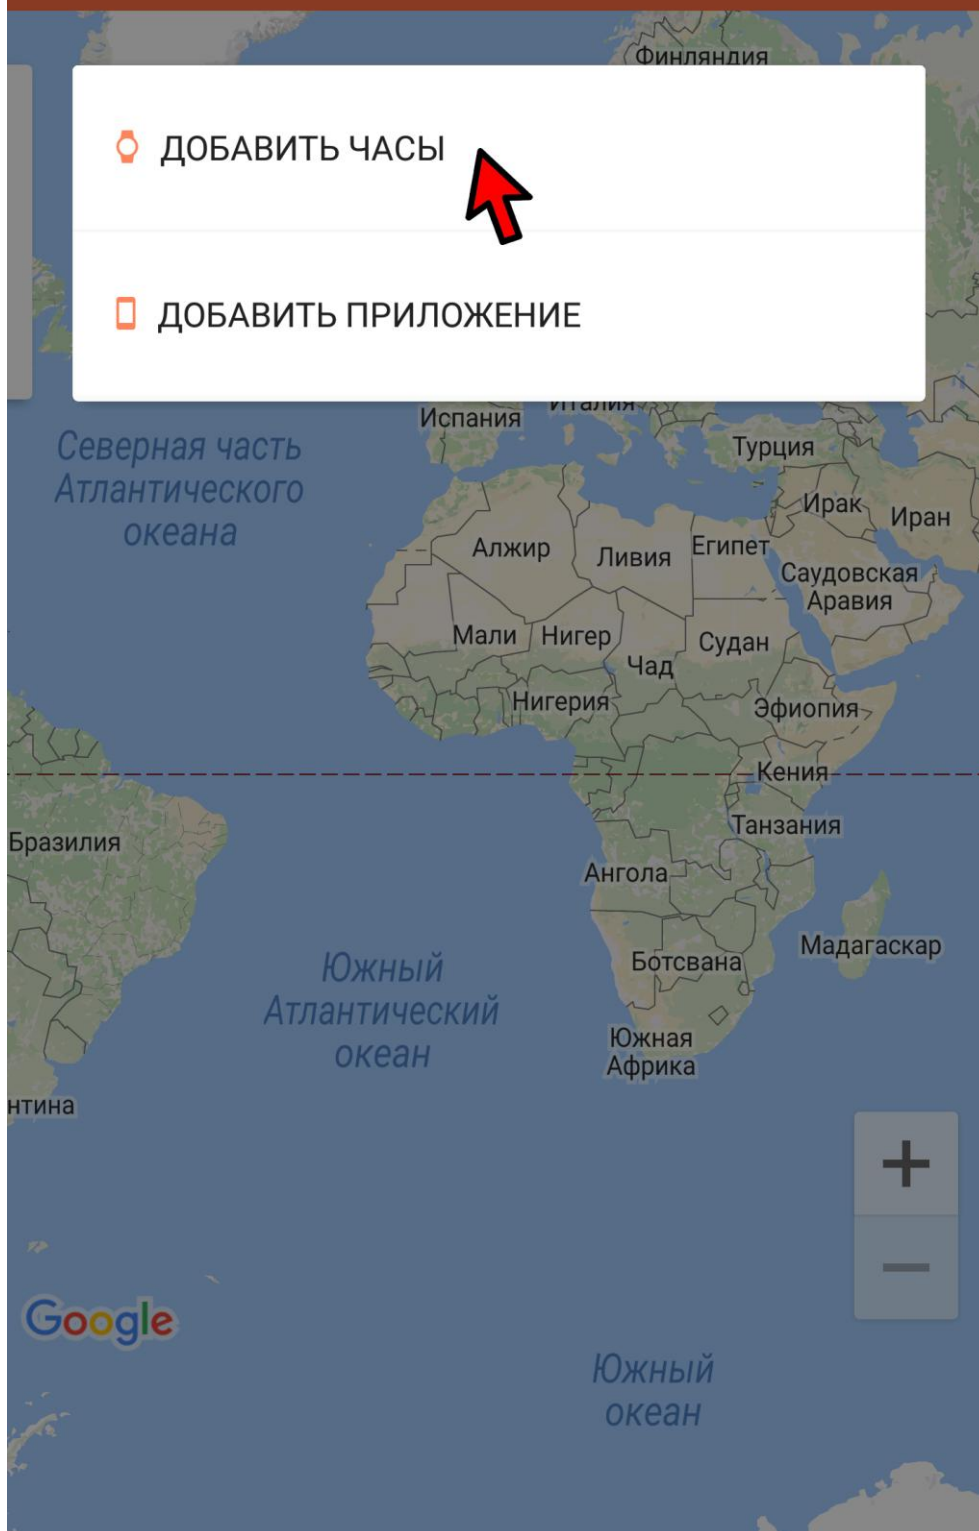 Финляндия
ДОБАВИТЬ ЧАСЫ
ДОБАВИТЬ ПРИЛОЖЕНИЕ
Испания
Италия
Турция
Северная часть
Атлантического
океана
Ирак
Иран
Алжир
Ливия
Египет
Саудовская
Аравия
Мали
Нигер
Чад
Судан
Нигерия
Эфиопия
Кения
Танзания
Бразилия
Ангола
Мадагаскар
Ботсвана
Южный
Атлантический
океан
Южная
Африка
нтина
Google
Южный
океан